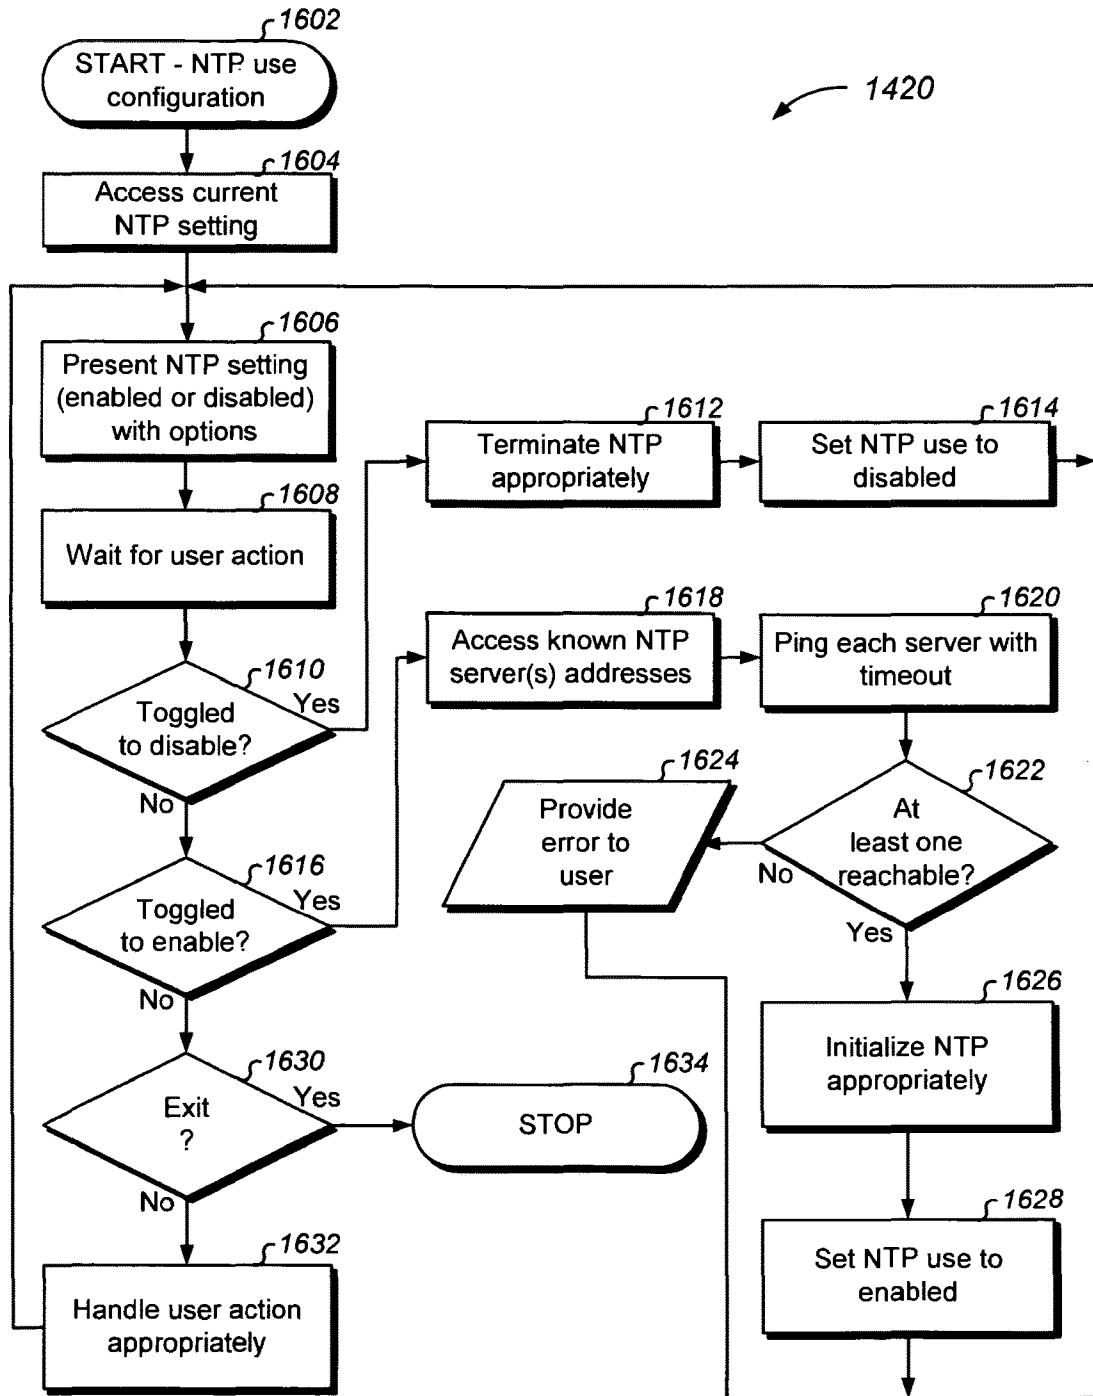 1602
START - NTP use
configuration
1420
1604
Access current
NTP setting
1606
Present NTP setting
(enabled or disabled)
with options
1612
Terminate NTP
appropriately
1614
Set NTP use to
disabled
1608
Wait for user action
1618
Access known NTP
server(s) addresses
1620
Ping each server with
timeout
1610
Toggled
to disable?
Yes
No
1624
Provide
error to
user
1622
At
least one
reachable?
No
Yes
1616
Toggled
to enable?
Yes
No
1626
Initialize NTP
appropriately
1630
Exit
?
Yes
No
1634
STOP
1628
Set NTP use to
enabled
1632
Handle user action
appropriately